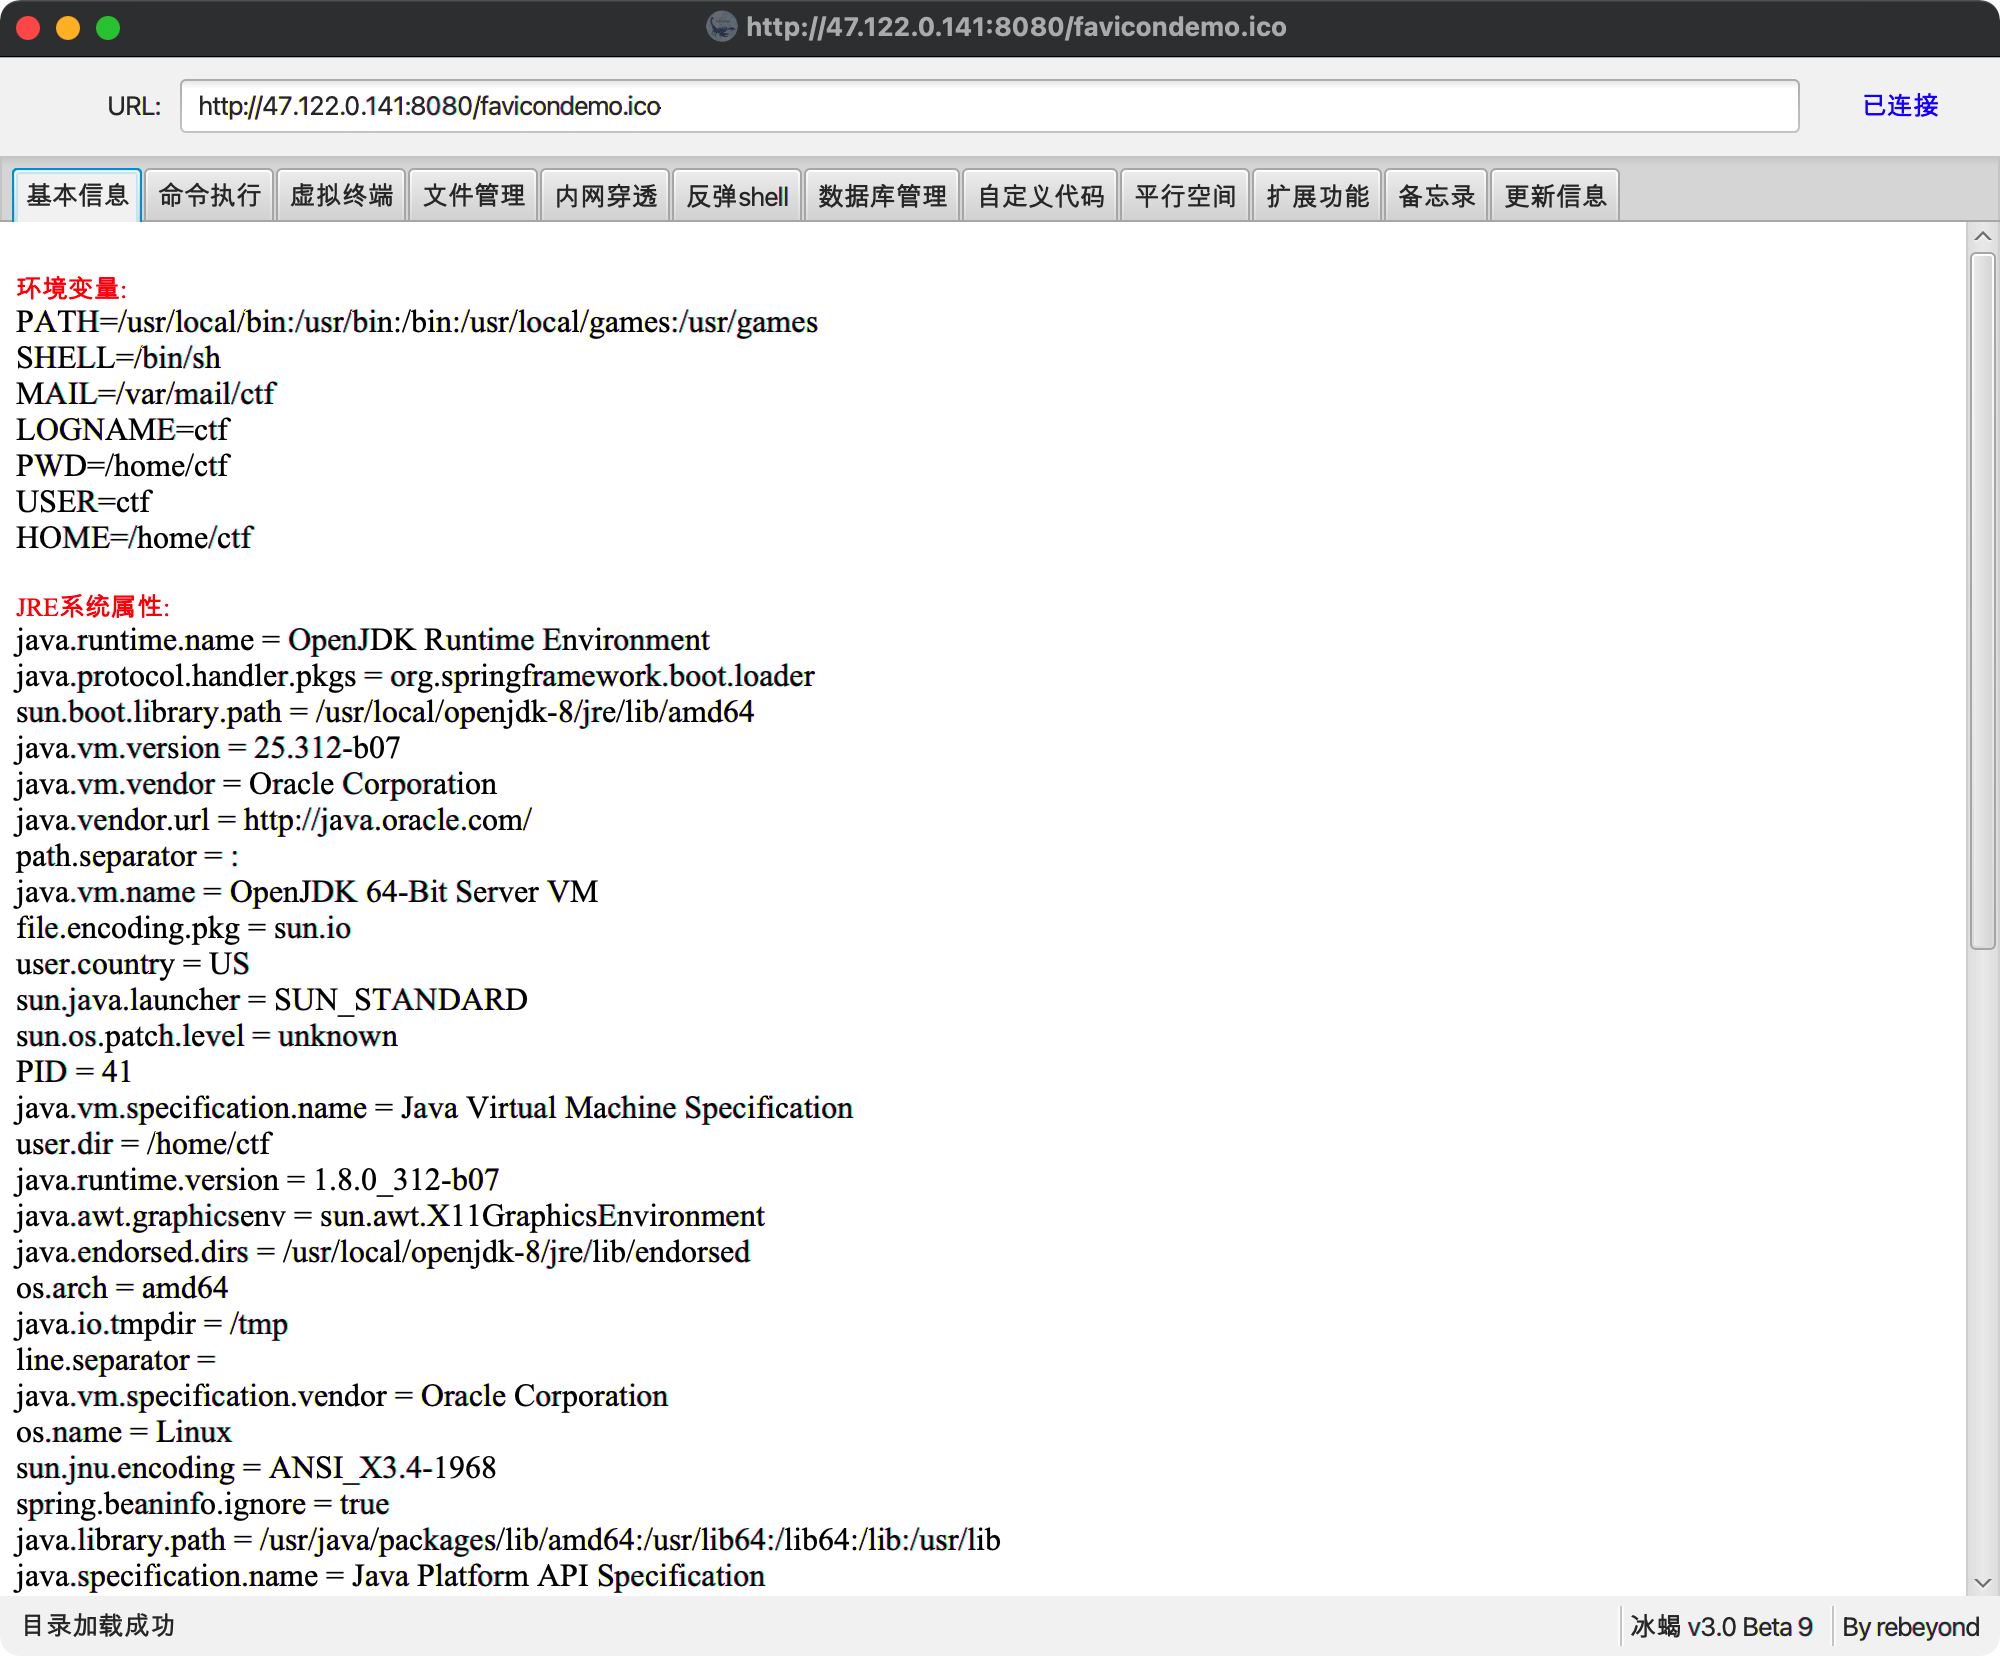 http://47.122.0.141:8080/favicondemo.ico
URL: http://47.122.0.141:8080/favicondemo.ico 已连接
基本信息 命令执行 虚拟终端 文件管理 内网穿透 反弹shell 数据库管理 自定义代码 平行空间 扩展功能 备忘录 更新信息
环境变量:
PATH=/usr/local/bin:/usr/bin:/bin:/usr/local/games:/usr/games
SHELL=/bin/sh
MAIL=/var/mail/ctf
LOGNAME=ctf
PWD=/home/ctf
USER=ctf
HOME=/home/ctf
JRE系统属性:
java.runtime.name = OpenJDK Runtime Environment
java.protocol.handler.pkgs = org.springframework.boot.loader
sun.boot.library.path = /usr/local/openjdk-8/jre/lib/amd64
java.vm.version = 25.312-b07
java.vm.vendor = Oracle Corporation
java.vendor.url = http://java.oracle.com/
path.separator = :
java.vm.name = OpenJDK 64-Bit Server VM
file.encoding.pkg = sun.io
user.country = US
sun.java.launcher = SUN_STANDARD
sun.os.patch.level = unknown
PID = 41
java.vm.specification.name = Java Virtual Machine Specification
user.dir = /home/ctf
java.runtime.version = 1.8.0_312-b07
java.awt.graphicsenv = sun.awt.X11GraphicsEnvironment
java.endorsed.dirs = /usr/local/openjdk-8/jre/lib/endorsed
os.arch = amd64
java.io.tmpdir = /tmp
line.separator =
java.vm.specification.vendor = Oracle Corporation
os.name = Linux
sun.jnu.encoding = ANSI_X3.4-1968
spring.beaninfo.ignore = true
java.library.path = /usr/java/packages/lib/amd64:/usr/lib64:/lib64:/lib:/usr/lib
java.specification.name = Java Platform API Specification
目录加载成功 冰蝎 v3.0 Beta 9 By rebeyond